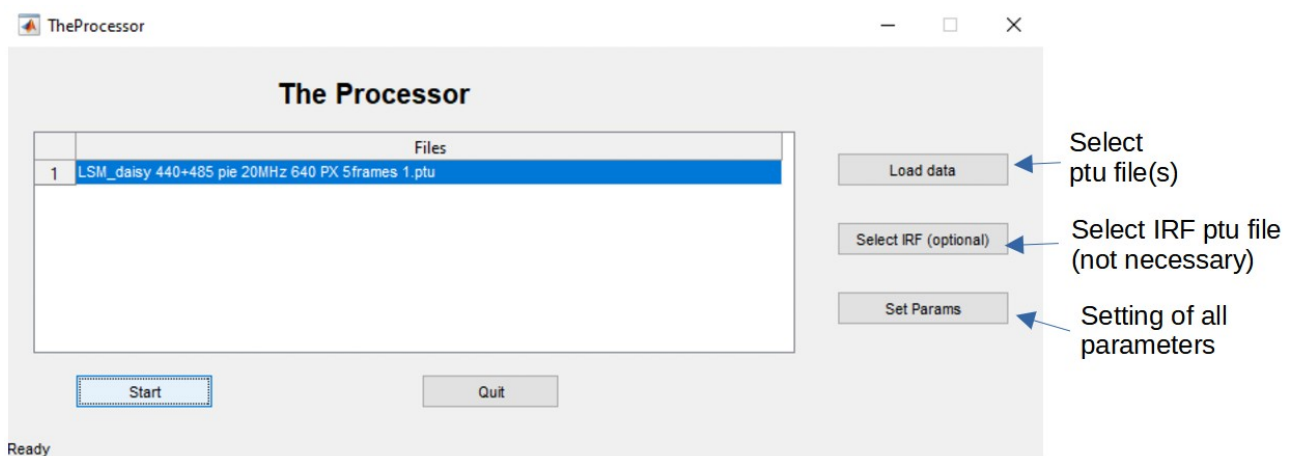 TheProcessor
The Processor
Files
1 LSM_daisy 440+485 pie 20MHz 640 PX 5frames 1.ptu
Load data
Select
ptu file(s)
Select IRF (optional)
Select IRF ptu file
(not necessary)
Set Params
Setting of all
parameters
Start
Quit
Ready